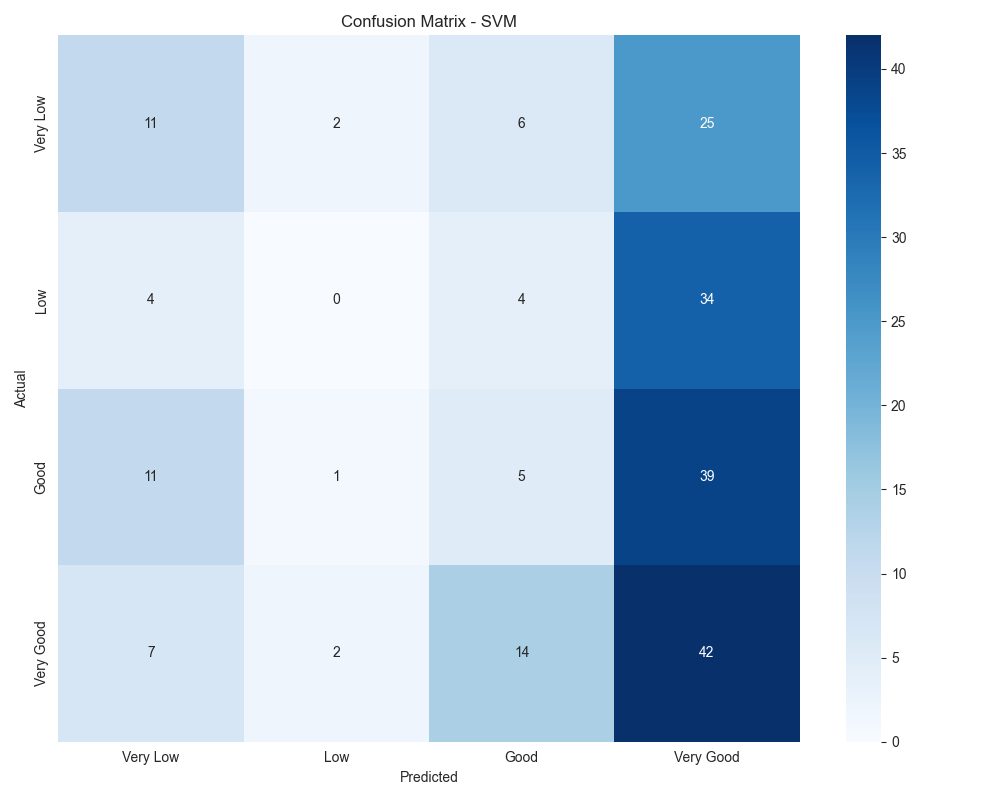 Confusion Matrix - SVM
Actual
Very Low
11 2 6 25
Low
4 0 4 34
Good
11 1 5 39
Very Good
7 2 14 42
Very Low Low Good Very Good
Predicted
40
35
30
25
20
15
10
5
0